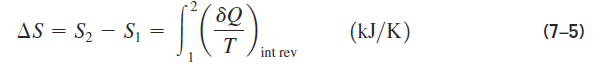 ΔS = S₂ − S₁ = ∫₁² (δQ/T)int rev (kJ/K) (7–5)